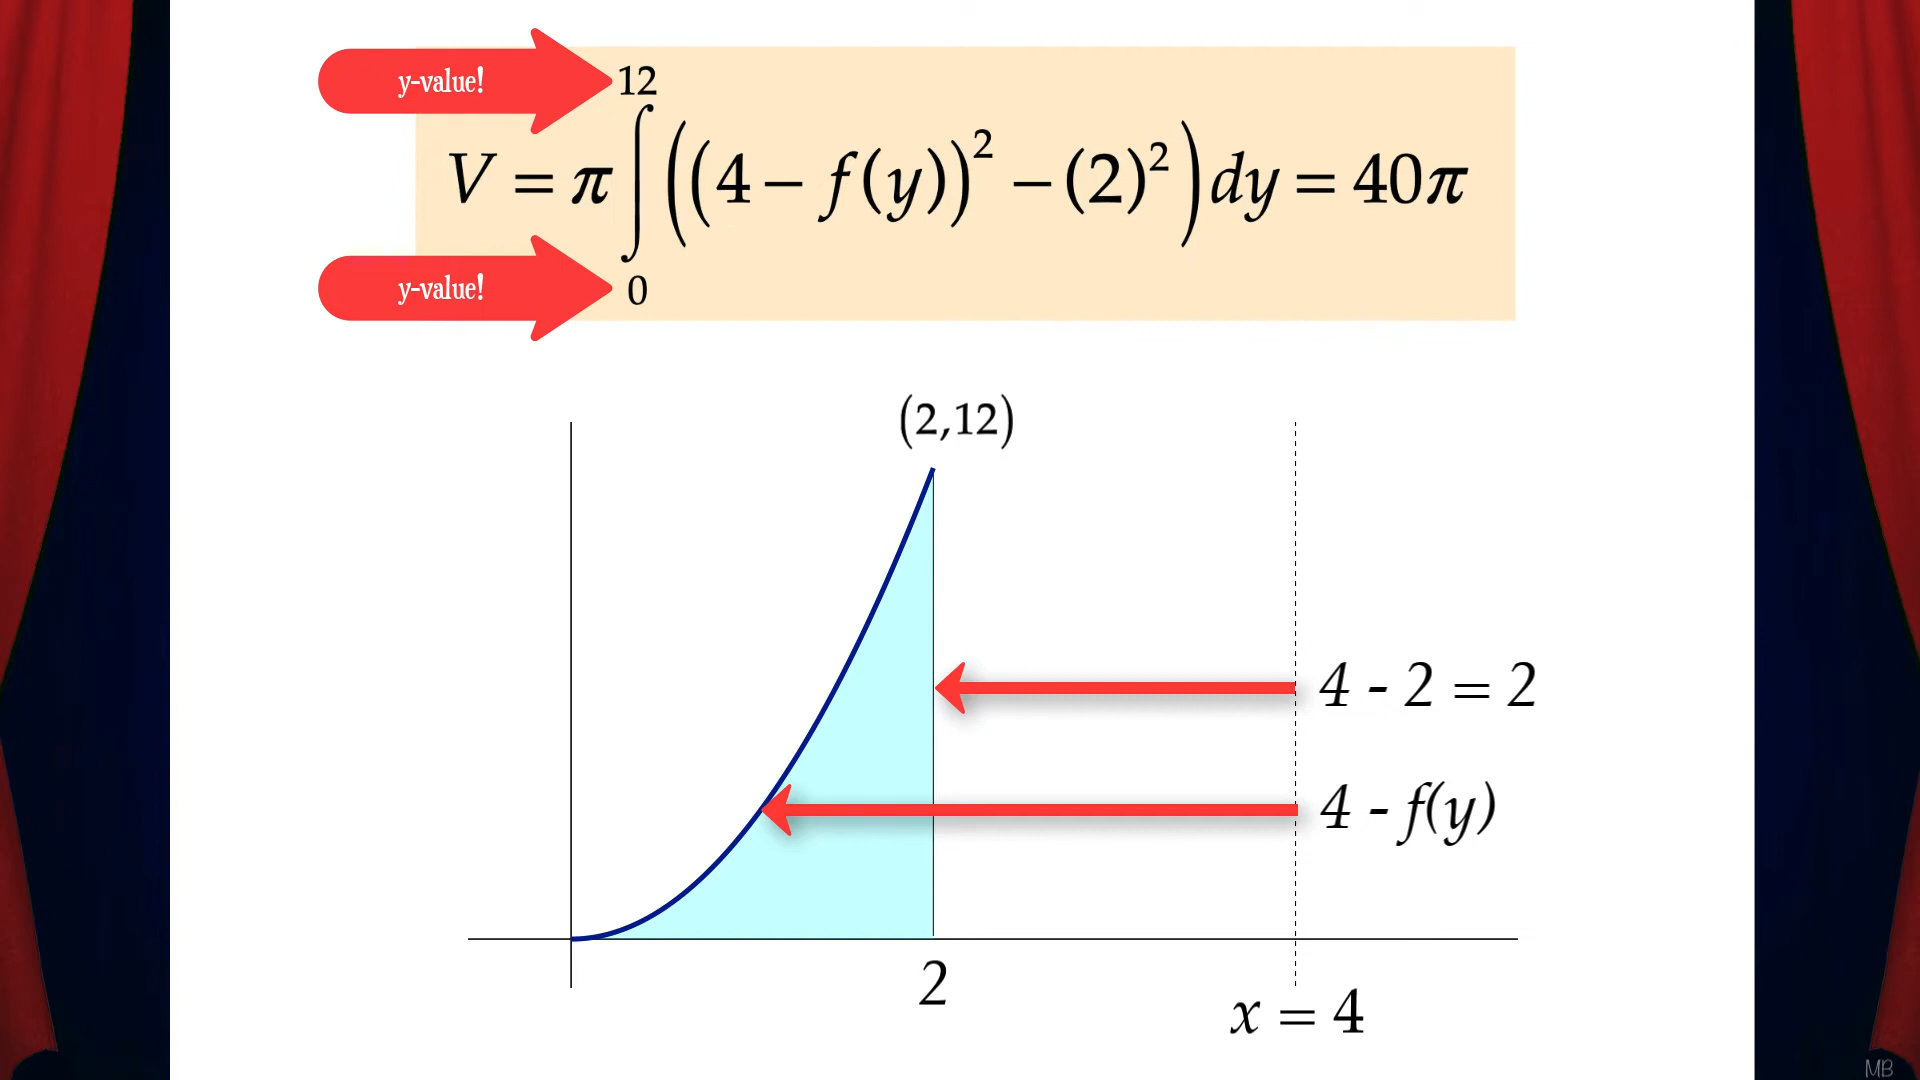 y-value!
12
V = π ∫ ((4 − f(y))² − (2)²) dy = 40π
y-value!
0
(2,12)
4 - 2 = 2
4 - f(y)
2
x = 4
MB